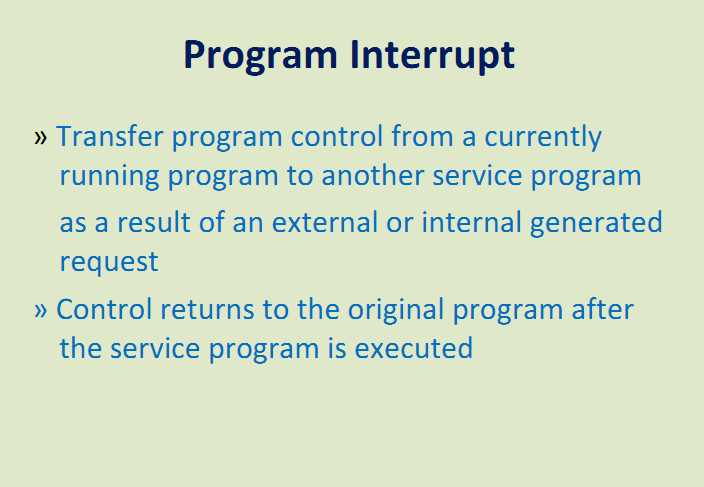 Program Interrupt
» Transfer program control from a currently
running program to another service program
as a result of an external or internal generated
request
» Control returns to the original program after
the service program is executed